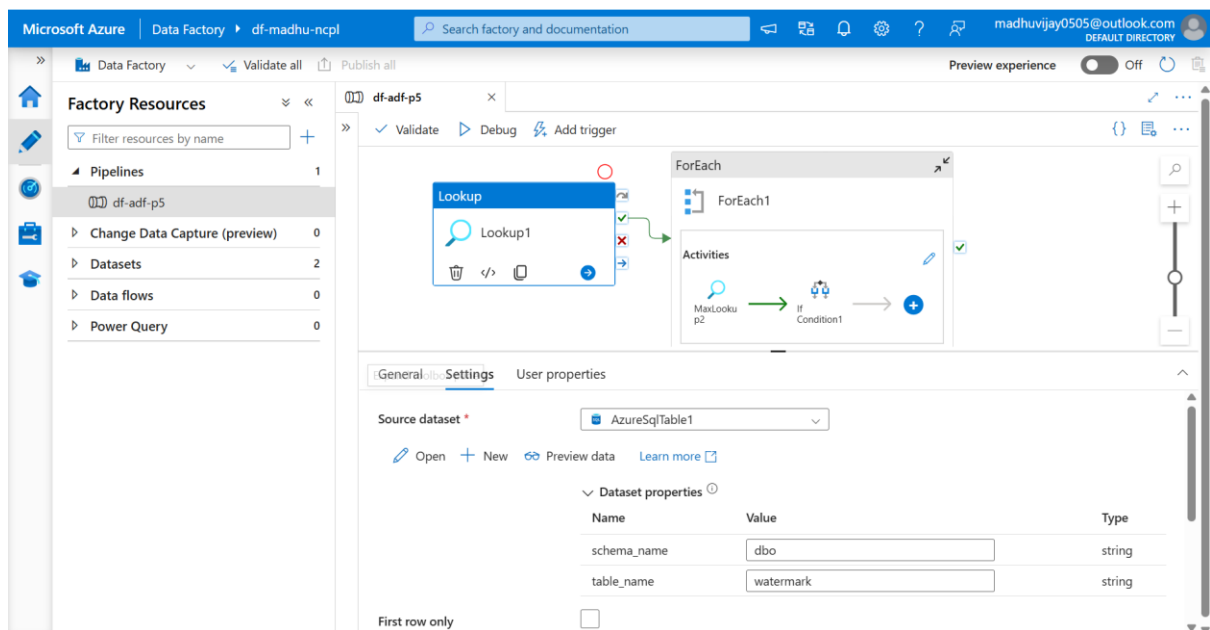 Microsoft Azure | Data Factory ▸ df-madhu-ncpl
Search factory and documentation
madhuvijay0505@outlook.com
DEFAULT DIRECTORY
Data Factory
Validate all
Publish all
Preview experience
Off
Factory Resources
Filter resources by name
Pipelines 1
df-adf-p5
Change Data Capture (preview) 0
Datasets 2
Data flows 0
Power Query 0
df-adf-p5
Validate
Debug
Add trigger
Lookup
Lookup1
ForEach
ForEach1
Activities
MaxLooku
p2
If
Condition1
General
Settings
User properties
Source dataset *
AzureSqlTable1
Open
New
Preview data
Learn more
Dataset properties
Name Value Type
schema_name dbo string
table_name watermark string
First row only